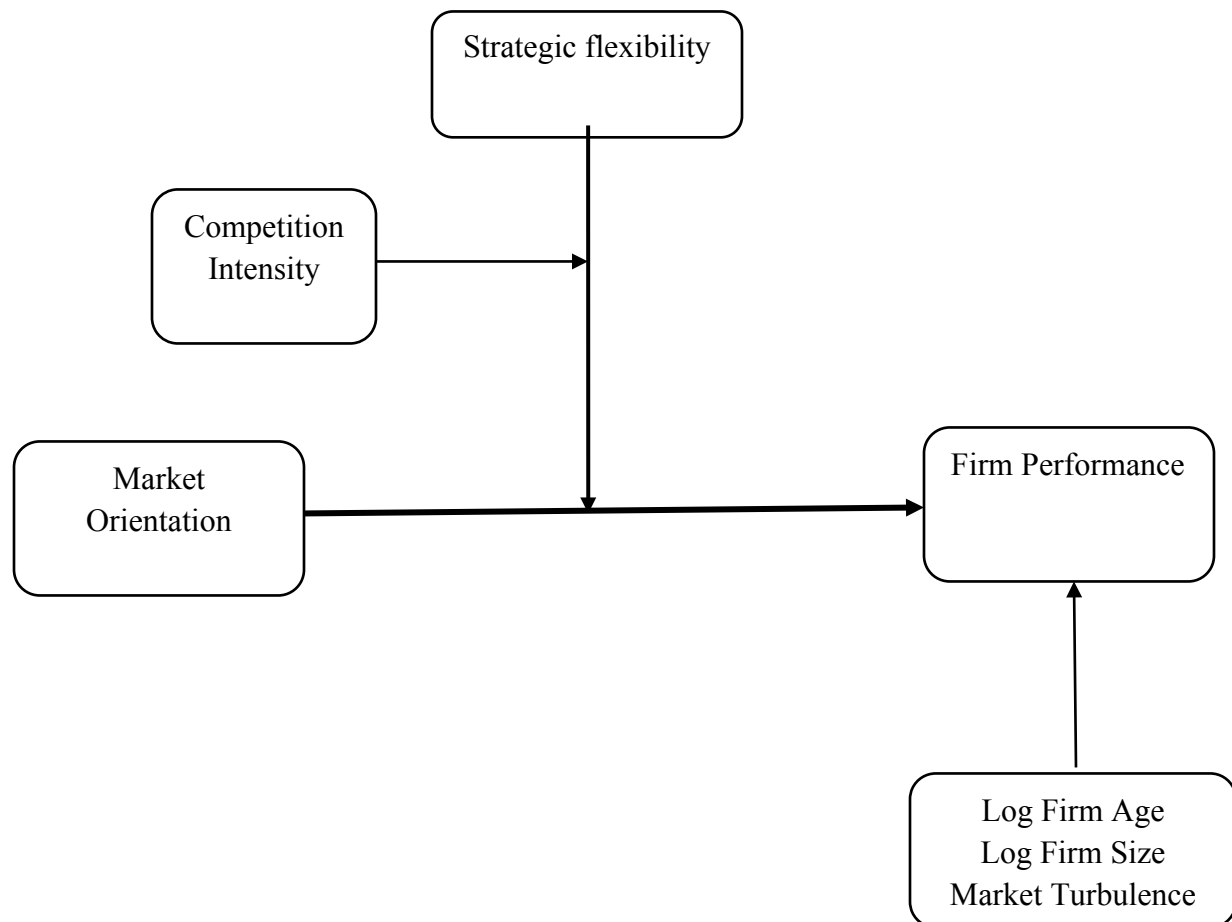 Strategic flexibility
Competition
Intensity
Market
Orientation
Firm Performance
Log Firm Age
Log Firm Size
Market Turbulence